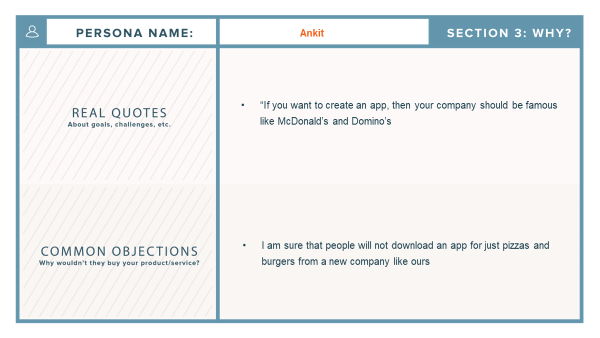 PERSONA NAME:
Ankit
SECTION 3: WHY?
REAL QUOTES
About goals, challenges, etc.
• “If you want to create an app, then your company should be famous
like McDonald’s and Domino’s
COMMON OBJECTIONS
Why wouldn’t they buy your product/service?
• I am sure that people will not download an app for just pizzas and
burgers from a new company like ours